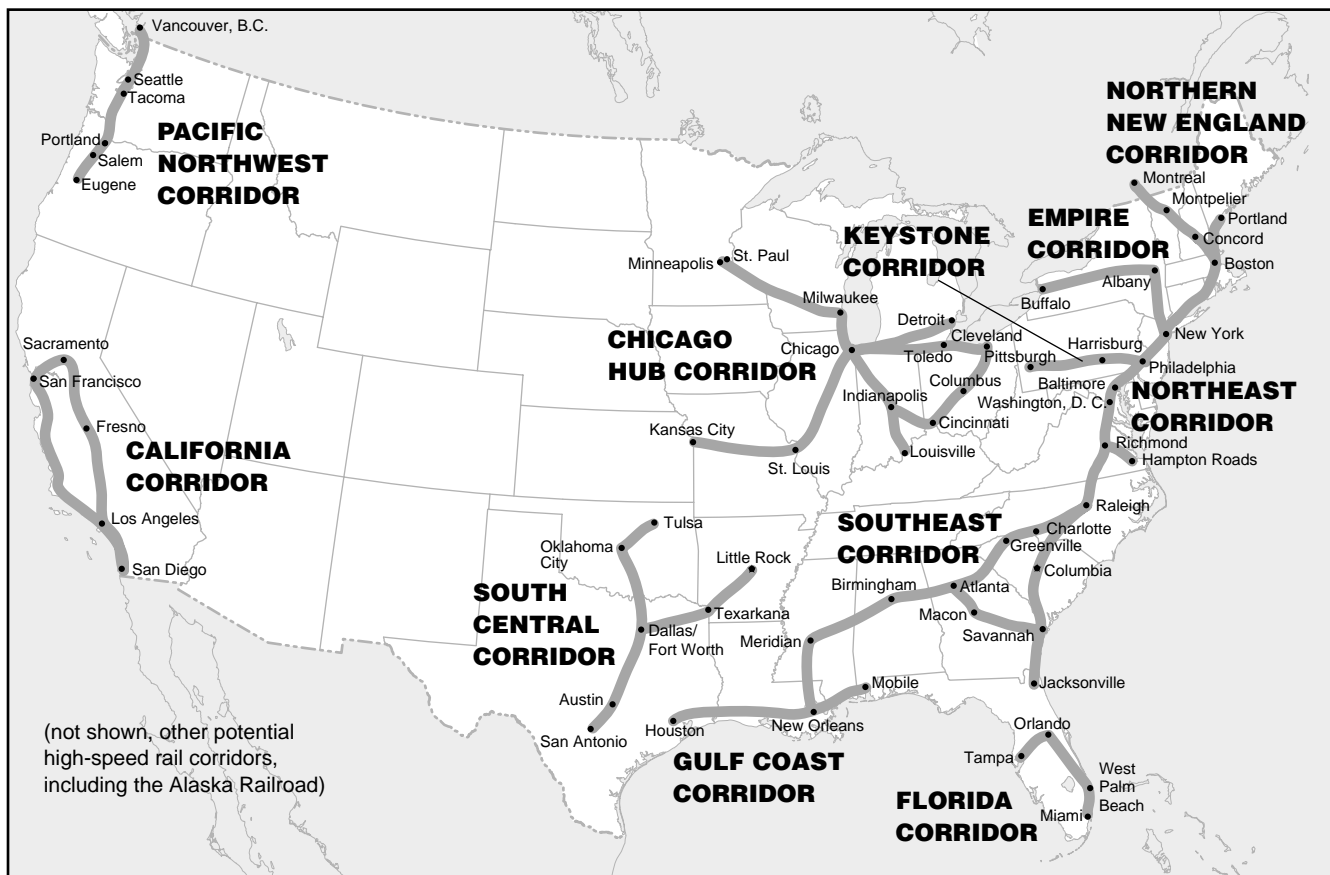 Vancouver, B.C.
Seattle
Tacoma
Portland
Salem
Eugene
PACIFIC
NORTHWEST
CORRIDOR
NORTHERN
NEW ENGLAND
CORRIDOR
Montreal
Montpelier
Portland
Concord
Boston
EMPIRE
CORRIDOR
Albany
Buffalo
New York
KEYSTONE
CORRIDOR
Harrisburg
Pittsburgh
Philadelphia
Baltimore
Washington, D. C.
NORTHEAST
CORRIDOR
Richmond
Hampton Roads
Minneapolis
St. Paul
Milwaukee
Detroit
Chicago
Toledo
Cleveland
Columbus
Indianapolis
Cincinnati
Louisville
Kansas City
St. Louis
CHICAGO
HUB CORRIDOR
Sacramento
San Francisco
Fresno
CALIFORNIA
CORRIDOR
Los Angeles
San Diego
Tulsa
Oklahoma
City
Little Rock
Texarkana
Dallas/
Fort Worth
Austin
San Antonio
SOUTH
CENTRAL
CORRIDOR
SOUTHEAST
CORRIDOR
Raleigh
Charlotte
Greenville
Columbia
Birmingham
Atlanta
Macon
Savannah
Jacksonville
Meridian
Mobile
New Orleans
Houston
GULF COAST
CORRIDOR
Orlando
Tampa
West
Palm
Beach
Miami
FLORIDA
CORRIDOR
(not shown, other potential
high-speed rail corridors,
including the Alaska Railroad)